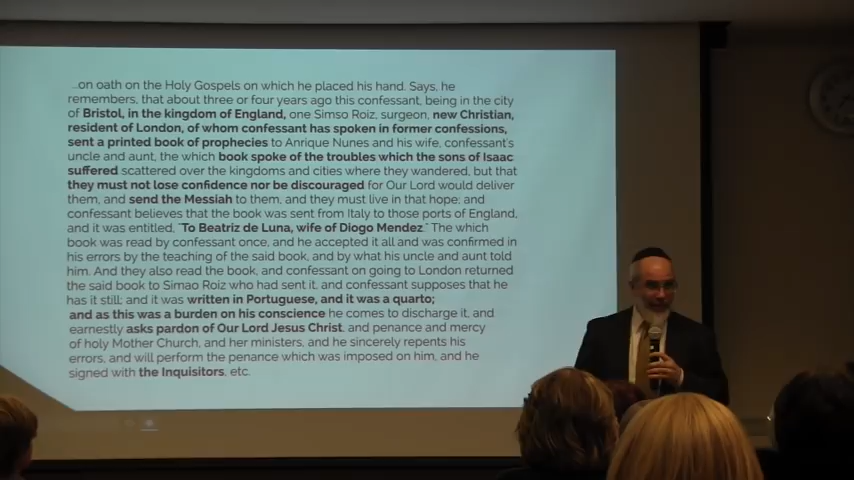 ...on oath on the Holy Gospels on which he placed his hand. Says, he
remembers, that about three or four years ago this confessant, being in the city
of Bristol, in the kingdom of England, one Simso Roiz, surgeon, new Christian,
resident of London, of whom confessant has spoken in former confessions,
sent a printed book of prophecies to Anrique Nunes and his wife, confessant's
uncle and aunt, the which book spoke of the troubles which the sons of Isaac
suffered scattered over the kingdoms and cities where they wandered, but that
they must not lose confidence nor be discouraged for Our Lord would deliver
them, and send the Messiah to them, and they must live in that hope; and
confessant believes that the book was sent from Italy to those ports of England,
and it was entitled, "To Beatriz de Luna, wife of Diogo Mendez." The which
book was read by confessant once, and he accepted it all and was confirmed in
his errors by the teaching of the said book, and by what his uncle and aunt told
him. And they also read the book, and confessant on going to London returned
the said book to Simao Roiz who had sent it, and confessant supposes that he
has it still; and it was written in Portuguese, and it was a quarto;
and as this was a burden on his conscience he comes to discharge it, and
earnestly asks pardon of Our Lord Jesus Christ, and penance and mercy
of holy Mother Church, and her ministers, and he sincerely repents his
errors, and will perform the penance which was imposed on him, and he
signed with the Inquisitors, etc.